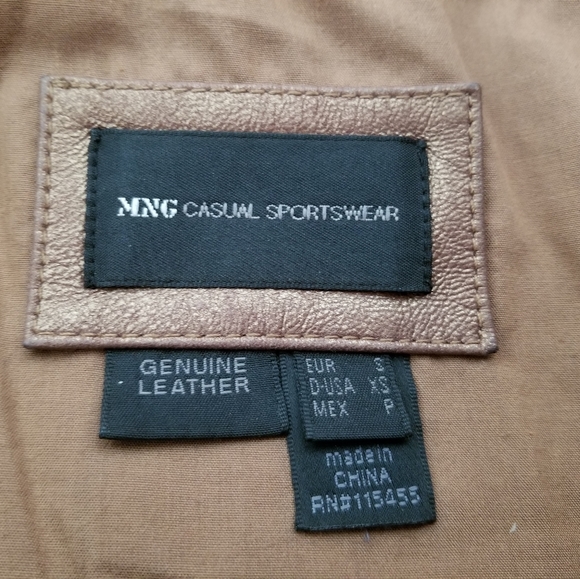 MNG CASUAL SPORTSWEAR
GENUINE
LEATHER
EUR S
D-USA XS
MEX P
made in
CHINA
RN#115455